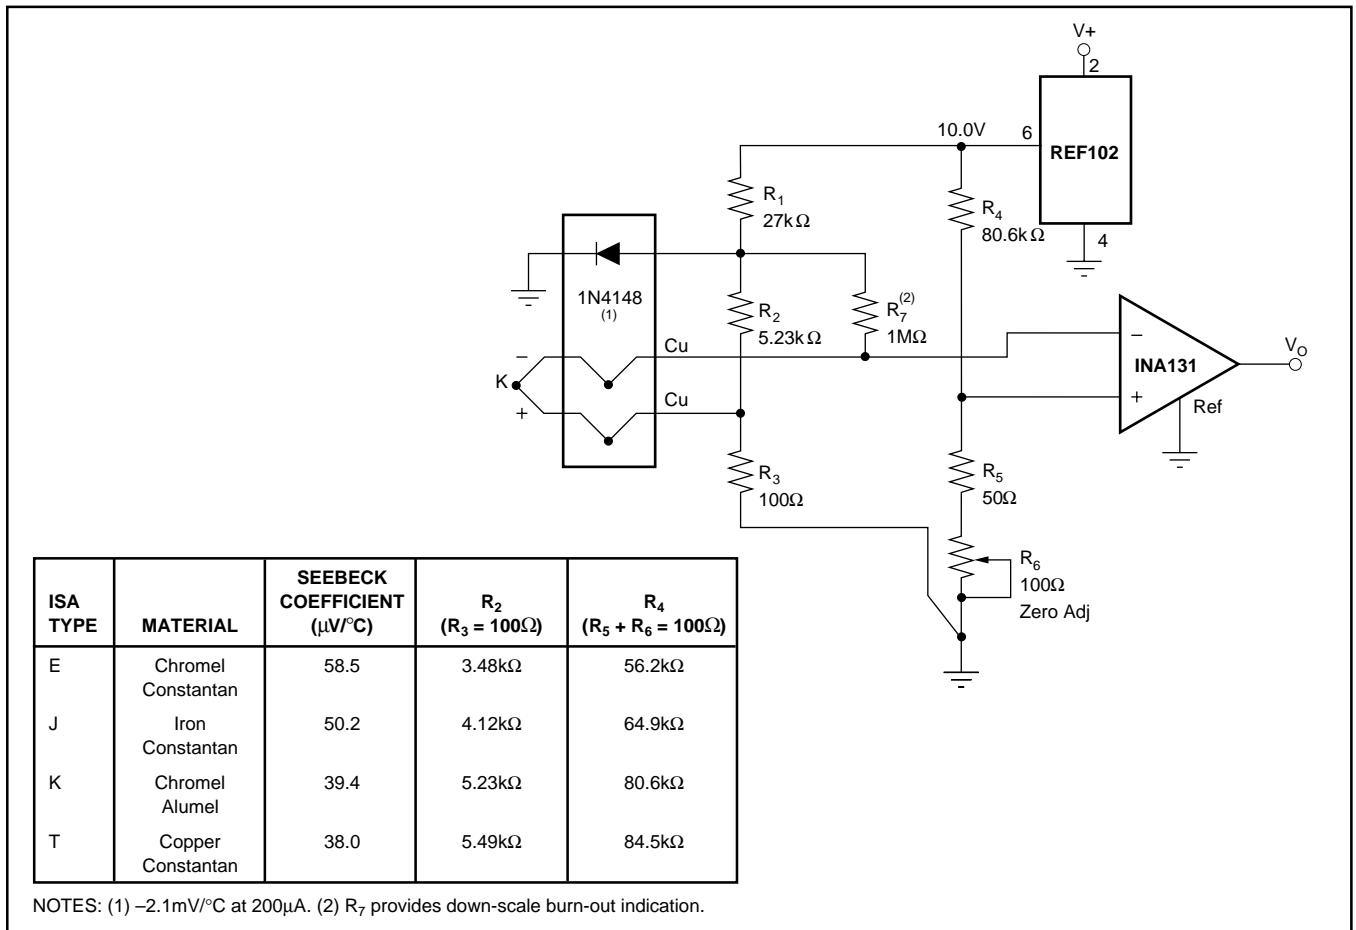 V+
2
10.0V
6
REF102
R1
27kΩ
R4
80.6kΩ
4
1N4148
(1)
R2
5.23kΩ
R7(2)
1MΩ
Cu
–
K
+
Cu
–
INA131
+
VO
Ref
R3
100Ω
R5
50Ω
R6
100Ω
Zero Adj
ISA TYPE MATERIAL SEEBECK COEFFICIENT (µV/°C) R2 (R3 = 100Ω) R4 (R5 + R6 = 100Ω)
E Chromel Constantan 58.5 3.48kΩ 56.2kΩ
J Iron Constantan 50.2 4.12kΩ 64.9kΩ
K Chromel Alumel 39.4 5.23kΩ 80.6kΩ
T Copper Constantan 38.0 5.49kΩ 84.5kΩ
NOTES: (1) –2.1mV/°C at 200µA. (2) R7 provides down-scale burn-out indication.